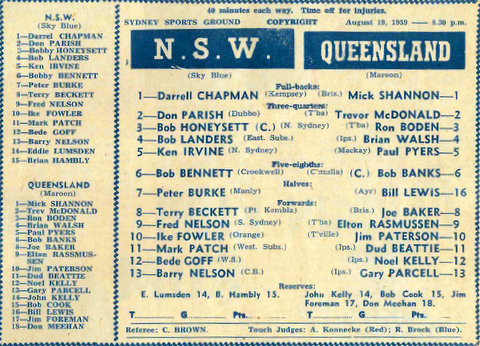 40 minutes each way. Time off for injuries.
SYDNEY SPORTS GROUND COPYRIGHT August 19, 1959 — 8.30 p.m.
N.S.W. QUEENSLAND
(Sky Blue) (Maroon)
Full-backs:
1—Darrell CHAPMAN (Kempsey) (Bris.) Mick SHANNON—1
Three-quarters:
2—Don PARISH (Dubbo) (T'ba) Trevor McDONALD—2
3—Bob HONEYSETT (C.) (N. Sydney) (T'ba) Ron BODEN—3
4—Bob LANDERS (East. Subs.) (Ips.) Brian WALSH—4
5—Ken IRVINE (N. Sydney) (Mackay) Paul PYERS—5
Five-eighths:
6—Bob BENNETT (Crookwell) (C'mulla) (C.) Bob BANKS—6
Halves:
7—Peter BURKE (Manly) (Ayr) Bill LEWIS—16
Forwards:
8—Terry BECKETT (Pt. Kembla) (Bris.) Joe BAKER—8
9—Fred NELSON (S. Sydney) (T'ba) Elton RASMUSSEN—9
10—Ike FOWLER (Orange) (T'ville) Jim PATERSON—10
11—Mark PATCH (West. Subs.) (Ips.) Dud BEATTIE—11
12—Bede GOFF (W.S.) (Ips.) Noel KELLY—12
13—Barry NELSON (C.B.) (Ips.) Gary PARCELL—13
Reserves:
E. Lumsden 14, B. Hambly 15. John Kelly 14, Bob Cook 15, Jim
Foreman 17, Don Meehan 18.
T. G Pts. T. G Pts.
Referee: C. BROWN. Touch Judges: A. Konnecke (Red); R. Brock (Blue).
N.S.W.
(Sky Blue)
1—Darrel CHAPMAN
2—Don PARISH
3—Bobby HONEYSETT
4—Bob LANDERS
5—Ken IRVINE
6—Bobby BENNETT
7—Peter BURKE
8—Terry BECKETT
9—Fred NELSON
10—Ike FOWLER
11—Mark PATCH
12—Bede GOFF
13—Barry NELSON
14—Eddie LUMSDEN
15—Brian HAMBLY
QUEENSLAND
(Maroon)
1—Mick SHANNON
2—Trev McDONALD
3—Ron BODEN
4—Brian WALSH
5—Paul PYERS
6—Bob BANKS
8—Joe BAKER
9—Elton RASSMUS-
SEN
10—Jim PATERSON
11—Dud BEATTIE
12—Noel KELLY
13—Gary PARCELL
14—John KELLY
15—Bob COOK
16—Bill LEWIS
17—Jim FOREMAN
18—Don MEEHAN